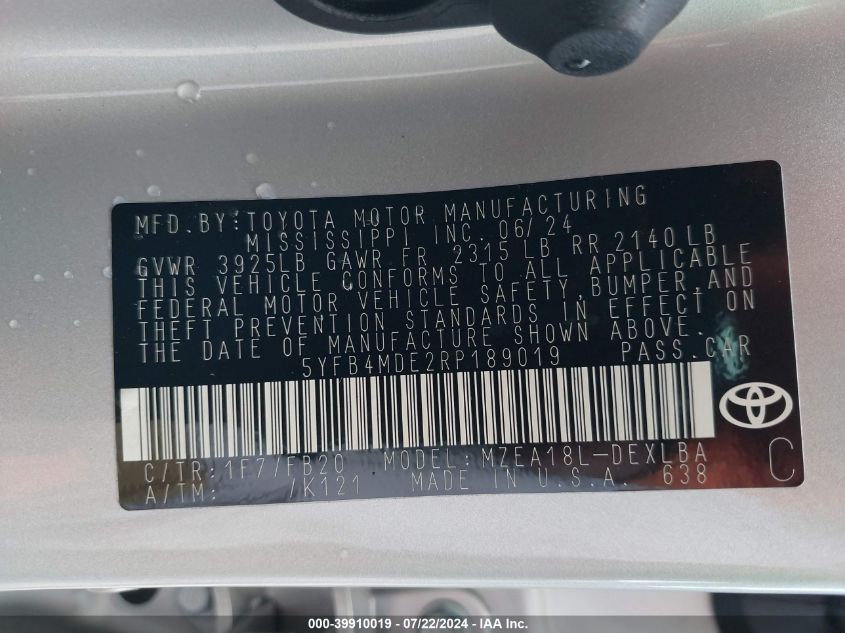 MFD.BY:TOYOTA MOTOR MANUFACTURING
MISSISSIPPI INC. 06/24
GVWR 3925LB GAWR FR 2315 LB RR 2140LB
THIS VEHICLE CONFORMS TO ALL APPLICABLE
FEDERAL MOTOR VEHICLE SAFETY,BUMPER,AND
THEFT PREVENTION STANDARDS IN EFFECT ON
THE DATE OF MANUFACTURE SHOWN ABOVE.
5YFB4MDE2RP189019 PASS.CAR
C/TR:1F7/FB20 MODEL:MZEA18L-DEXLBA
A/TM: /K121 MADE IN U.S.A. 638
C
000-39910019 / 07/22/2024 - IAA Inc.